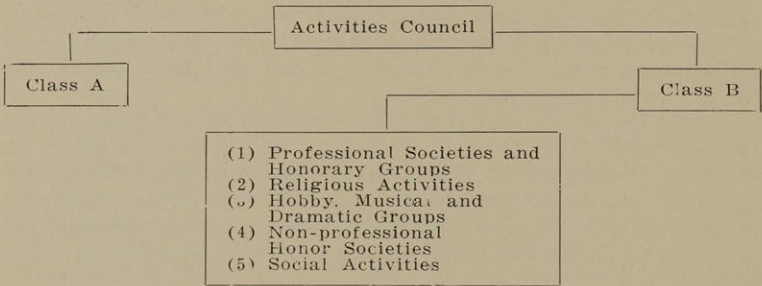 Activities Council
Class A
Class B
(1) Professional Societies and
Honorary Groups
(2) Religious Activities
(3) Hobby, Musical and
Dramatic Groups
(4) Non-professional
Honor Societies
(5) Social Activities